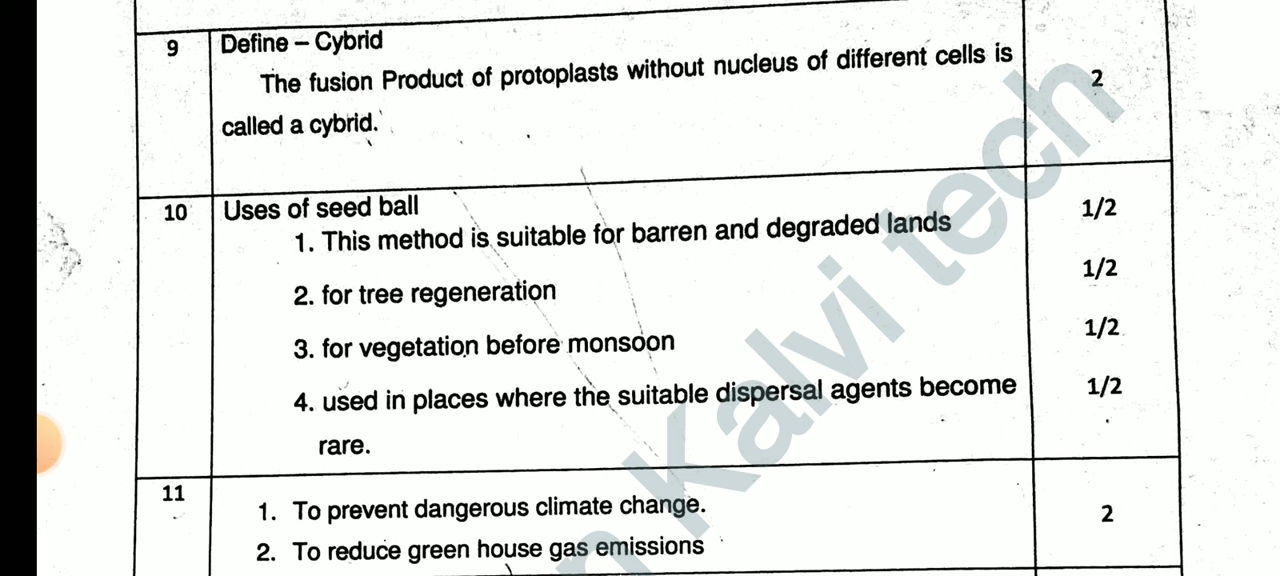 9 Define – Cybrid
The fusion Product of protoplasts without nucleus of different cells is
2
called a cybrid.
10 Uses of seed ball
1. This method is suitable for barren and degraded lands 1/2
2. for tree regeneration 1/2
3. for vegetation before monsoon 1/2
4. used in places where the suitable dispersal agents become 1/2
rare.
11
1. To prevent dangerous climate change.
2
2. To reduce green house gas emissions
n Kalvi tech